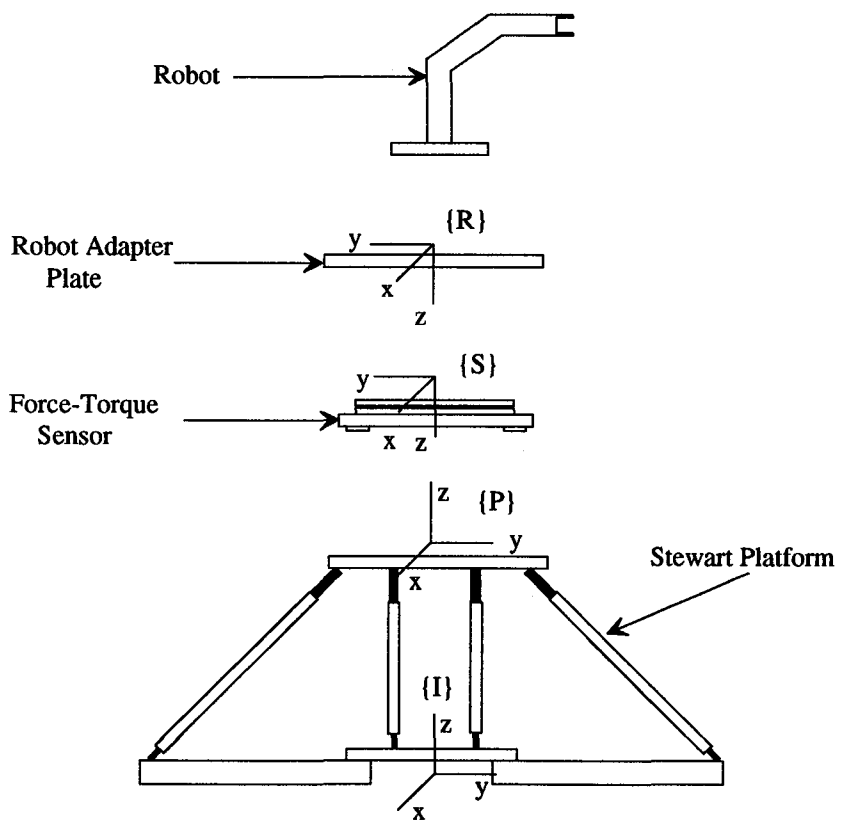 Robot
{R}
y
Robot Adapter
Plate
x
z
{S}
y
Force-Torque
Sensor
x z
z
{P}
y
x
Stewart Platform
{I}
z
y
x